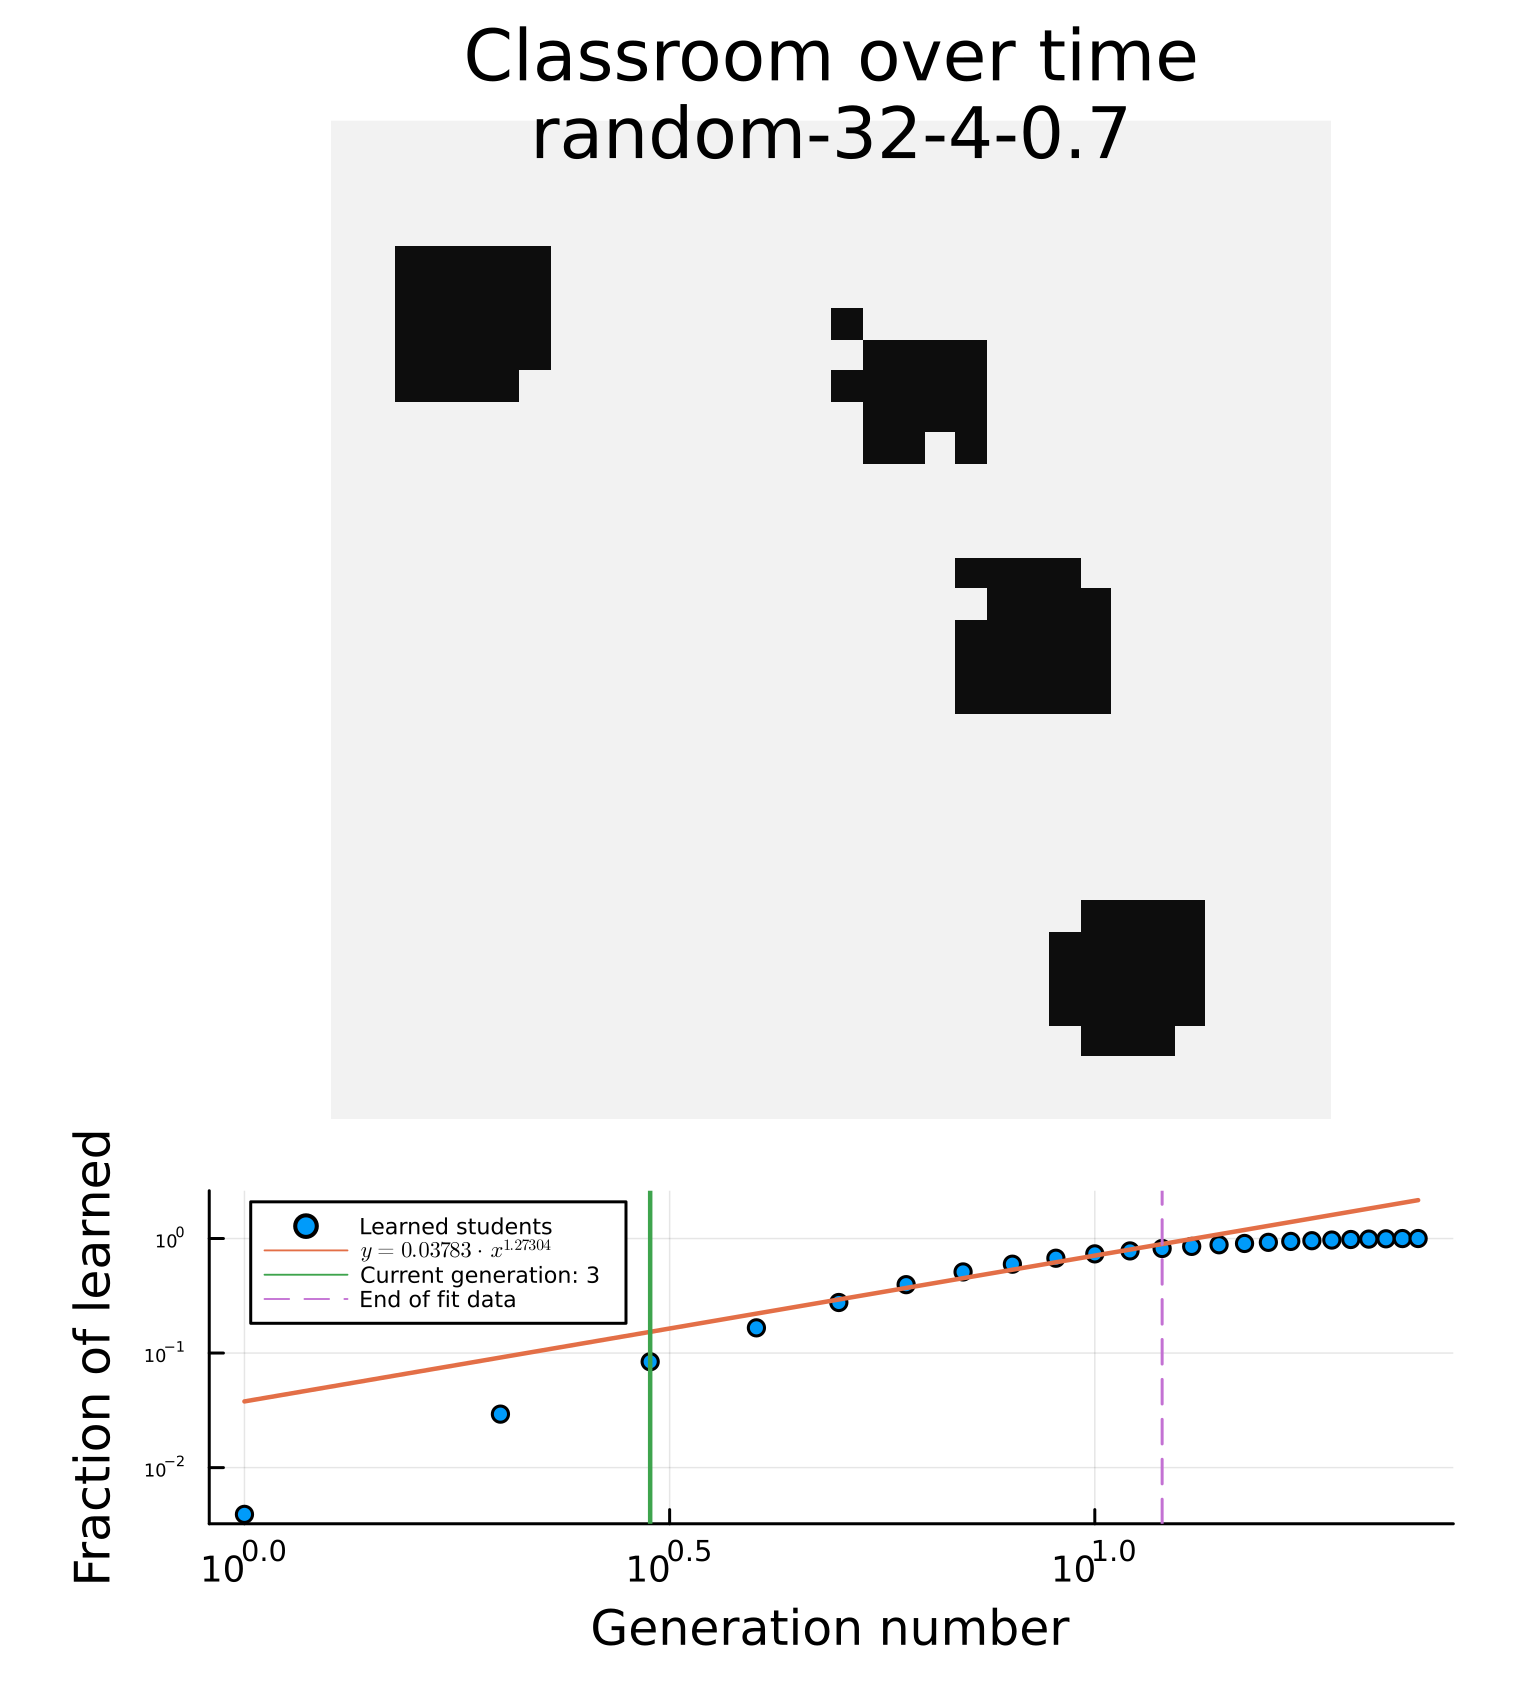 Classroom over time
random-32-4-0.7
Fraction of learned
10⁰
10⁻¹
10⁻²
Learned students
y = 0.03783 · x^1.27304
Current generation: 3
End of fit data
10^0.0
10^0.5
10^1.0
Generation number